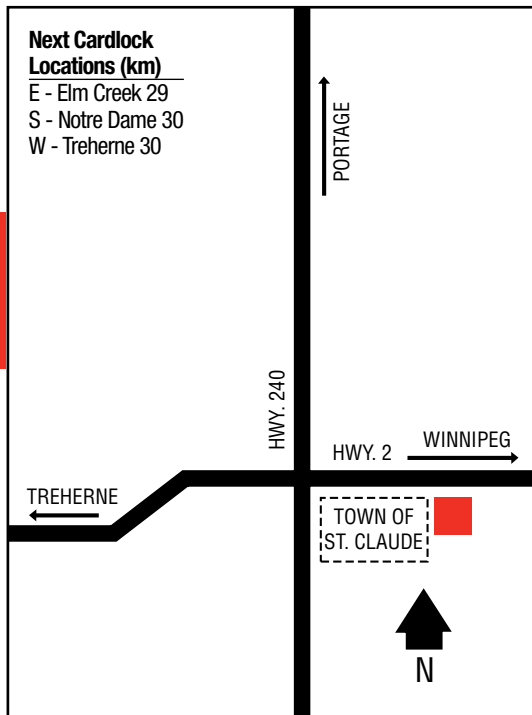 Next Cardlock
Locations (km)
E - Elm Creek 29
S - Notre Dame 30
W - Treherne 30
PORTAGE
HWY. 240
HWY. 2
WINNIPEG
TREHERNE
TOWN OF
ST. CLAUDE
N